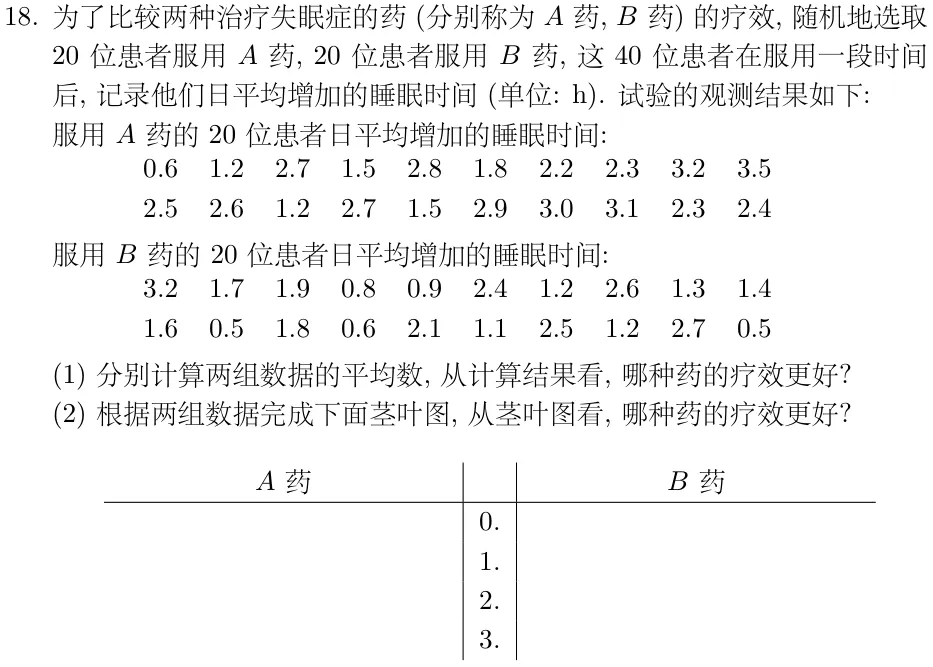 18. 为了比较两种治疗失眠症的药 (分别称为 A 药, B 药) 的疗效, 随机地选取
20 位患者服用 A 药, 20 位患者服用 B 药, 这 40 位患者在服用一段时间
后, 记录他们日平均增加的睡眠时间 (单位: h). 试验的观测结果如下:
服用 A 药的 20 位患者日平均增加的睡眠时间:
0.6 1.2 2.7 1.5 2.8 1.8 2.2 2.3 3.2 3.5
2.5 2.6 1.2 2.7 1.5 2.9 3.0 3.1 2.3 2.4
服用 B 药的 20 位患者日平均增加的睡眠时间:
3.2 1.7 1.9 0.8 0.9 2.4 1.2 2.6 1.3 1.4
1.6 0.5 1.8 0.6 2.1 1.1 2.5 1.2 2.7 0.5
(1) 分别计算两组数据的平均数, 从计算结果看, 哪种药的疗效更好?
(2) 根据两组数据完成下面茎叶图, 从茎叶图看, 哪种药的疗效更好?
A 药 B 药
0.
1.
2.
3.